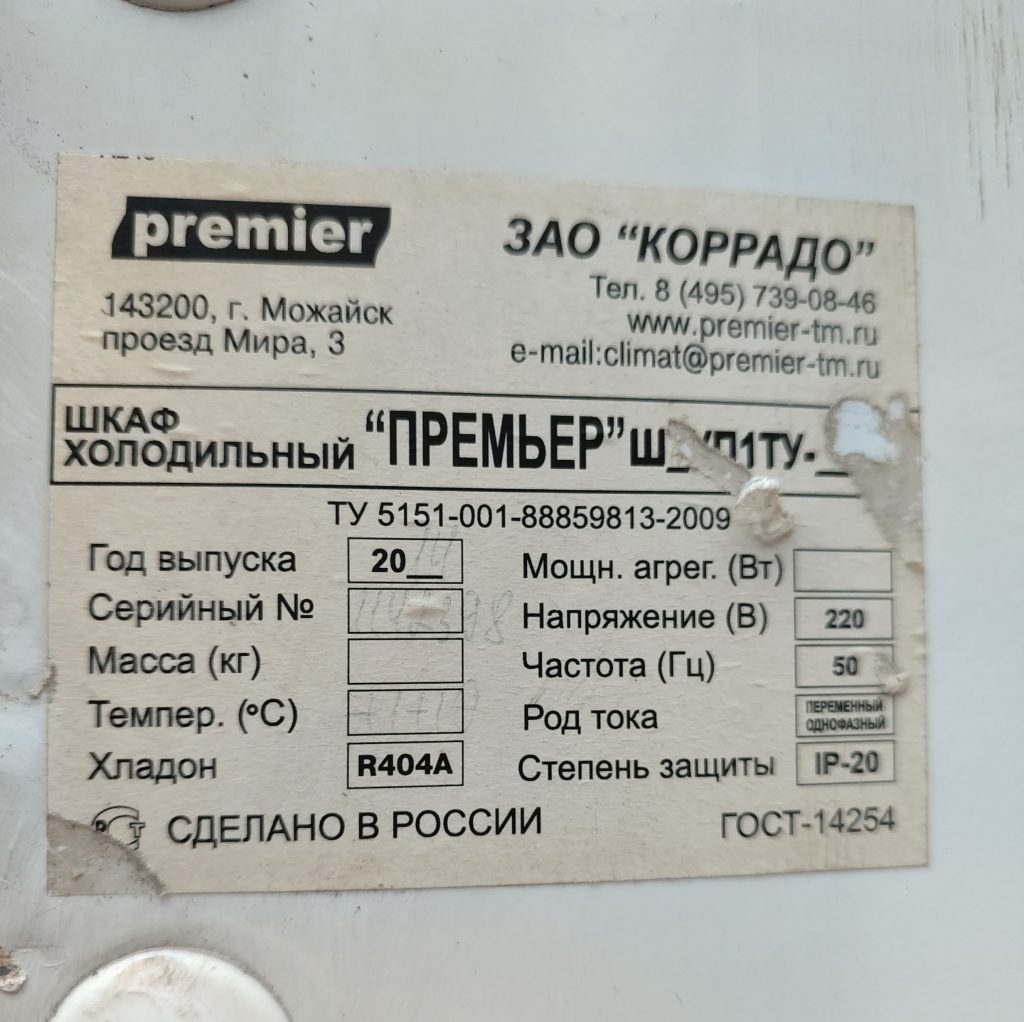 premier
143200, г. Можайск
проезд Мира, 3
ЗАО “КОРРАДО”
Тел. 8 (495) 739-08-46
www.premier-tm.ru
e-mail:climat@premier-tm.ru
ШКАФ
ХОЛОДИЛЬНЫЙ
“ПРЕМЬЕР”
ТУ 5151-001-88859813-2009
Год выпуска 20
Серийный №
Масса (кг)
Темпер. (°С)
Хладон R404A
Мощн. агрег. (Вт)
Напряжение (В) 220
Частота (Гц) 50
Род тока ПЕРЕМЕННЫЙ
ОДНОФАЗНЫЙ
Степень защиты IP-20
СДЕЛАНО В РОССИИ
ГОСТ-14254